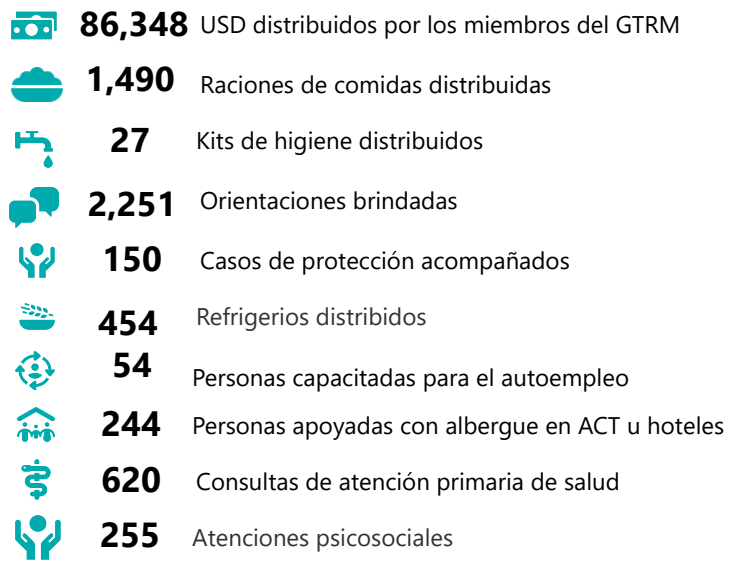 86,348 USD distribuidos por los miembros del GTRM
1,490 Raciones de comidas distribuidas
27 Kits de higiene distribuidos
2,251 Orientaciones brindadas
150 Casos de protección acompañados
454 Refrigerios distribidos
54 Personas capacitadas para el autoempleo
244 Personas apoyadas con albergue en ACT u hoteles
620 Consultas de atención primaria de salud
255 Atenciones psicosociales